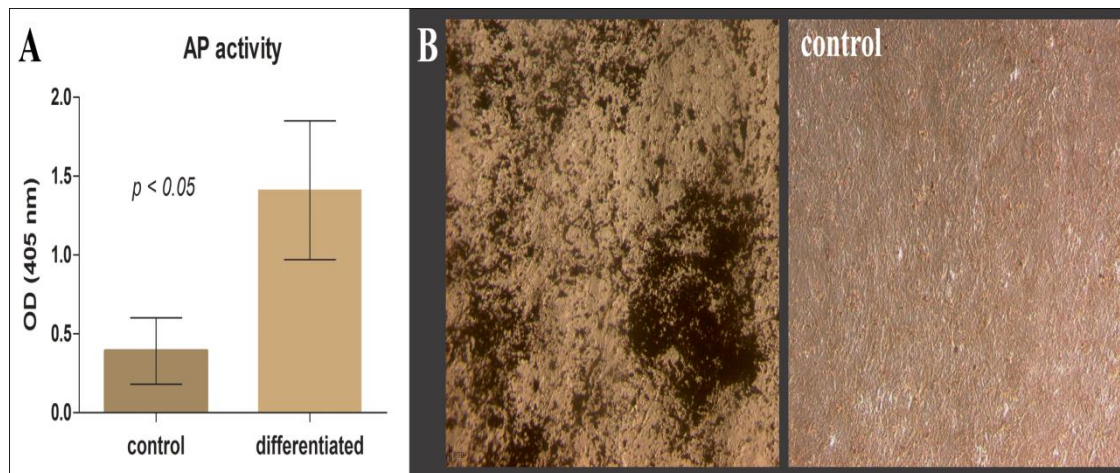 A
AP activity
OD (405 nm)
2.0
1.5
1.0
0.5
0.0
p < 0.05
control
differentiated
B
control